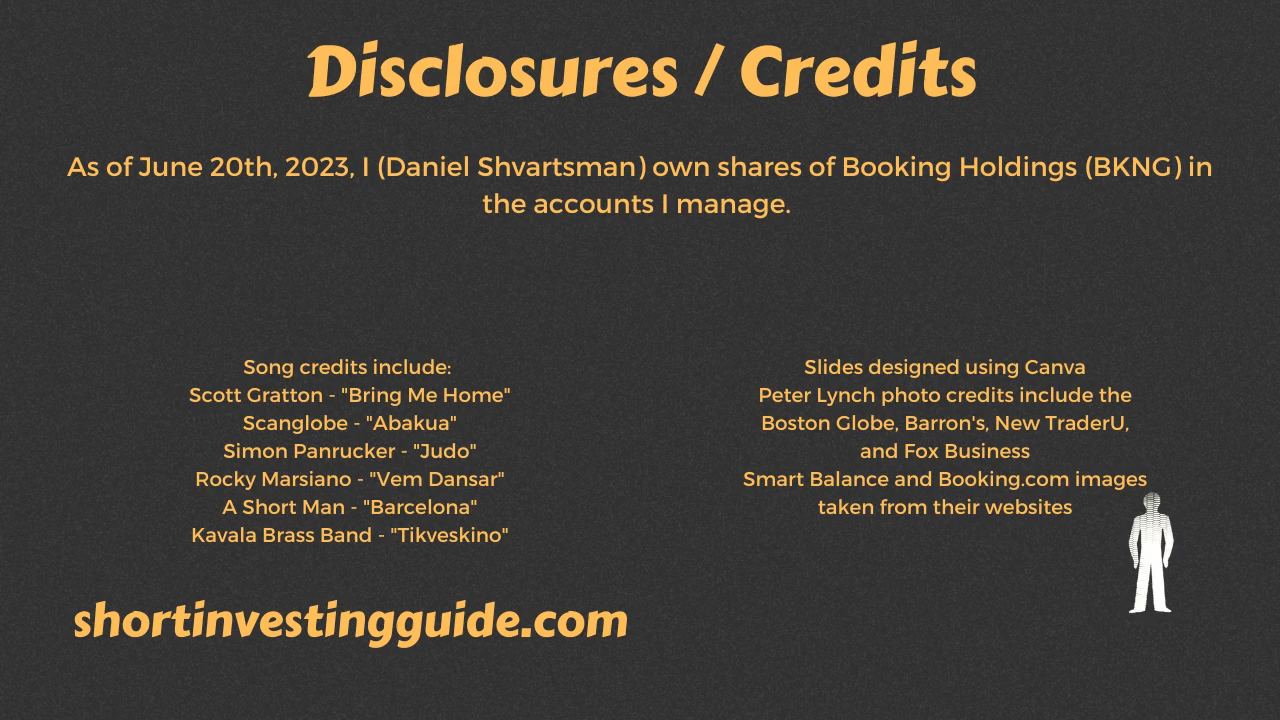 Disclosures / Credits
As of June 20th, 2023, I (Daniel Shvartsman) own shares of Booking Holdings (BKNG) in
the accounts I manage.
Song credits include:
Scott Gratton - "Bring Me Home"
Scanglobe - "Abakua"
Simon Panrucker - "Judo"
Rocky Marsiano - "Vem Dansar"
A Short Man - "Barcelona"
Kavala Brass Band - "Tikveskino"
Slides designed using Canva
Peter Lynch photo credits include the
Boston Globe, Barron's, New TraderU,
and Fox Business
Smart Balance and Booking.com images
taken from their websites
shortinvestingguide.com